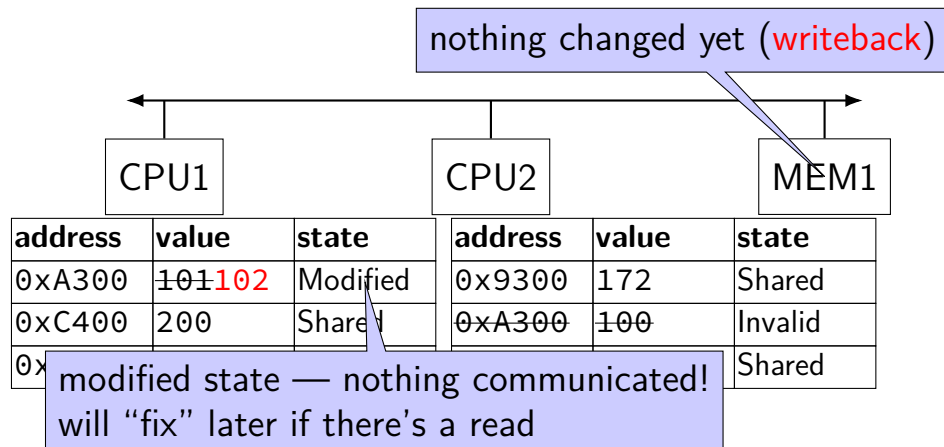 nothing changed yet (writeback)
CPU1 CPU2 MEM1
address value state address value state
0xA300 101102 Modified 0x9300 172 Shared
0xC400 200 Shared 0xA300 100 Invalid
0x Shared
modified state — nothing communicated!
will “fix” later if there's a read